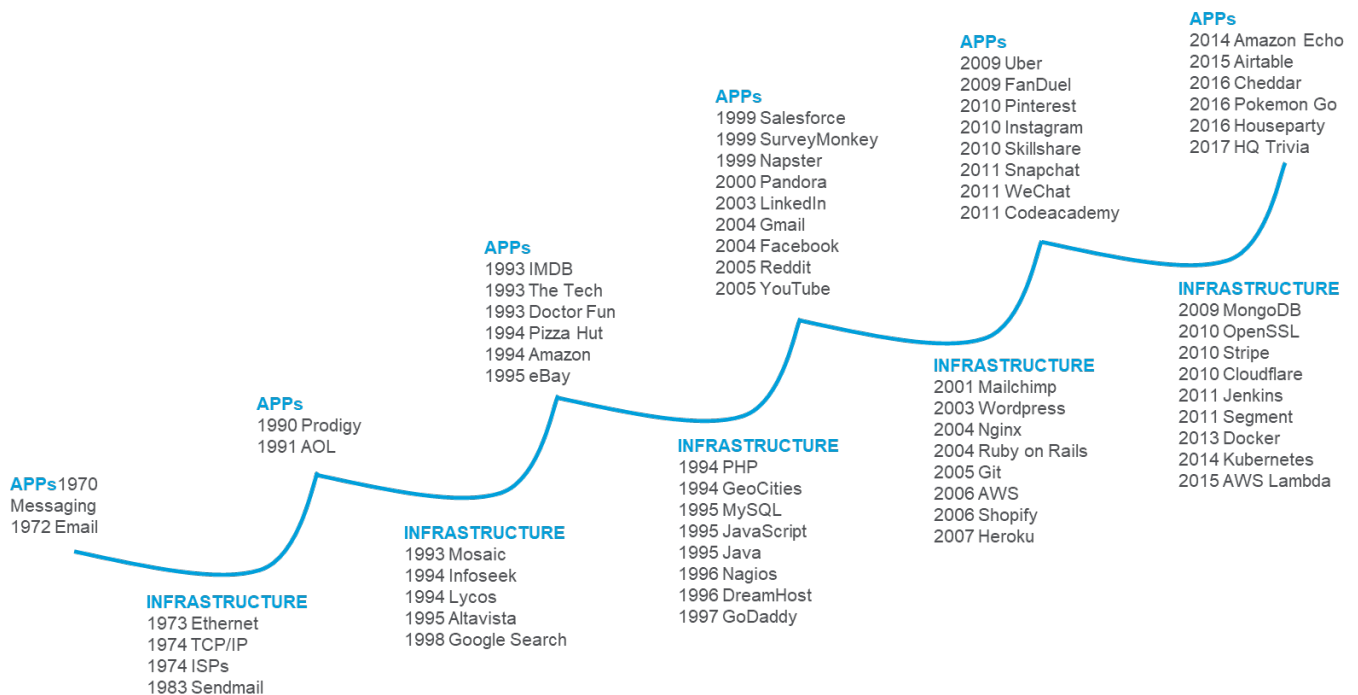 APPs1970
Messaging
1972 Email
INFRASTRUCTURE
1973 Ethernet
1974 TCP/IP
1974 ISPs
1983 Sendmail
APPs
1990 Prodigy
1991 AOL
INFRASTRUCTURE
1993 Mosaic
1994 Infoseek
1994 Lycos
1995 Altavista
1998 Google Search
APPs
1993 IMDB
1993 The Tech
1993 Doctor Fun
1994 Pizza Hut
1994 Amazon
1995 eBay
INFRASTRUCTURE
1994 PHP
1994 GeoCities
1995 MySQL
1995 JavaScript
1995 Java
1996 Nagios
1996 DreamHost
1997 GoDaddy
APPs
1999 Salesforce
1999 SurveyMonkey
1999 Napster
2000 Pandora
2003 LinkedIn
2004 Gmail
2004 Facebook
2005 Reddit
2005 YouTube
INFRASTRUCTURE
2001 Mailchimp
2003 Wordpress
2004 Nginx
2004 Ruby on Rails
2005 Git
2006 AWS
2006 Shopify
2007 Heroku
APPs
2009 Uber
2009 FanDuel
2010 Pinterest
2010 Instagram
2010 Skillshare
2011 Snapchat
2011 WeChat
2011 Codeacademy
INFRASTRUCTURE
2009 MongoDB
2010 OpenSSL
2010 Stripe
2010 Cloudflare
2011 Jenkins
2011 Segment
2013 Docker
2014 Kubernetes
2015 AWS Lambda
APPs
2014 Amazon Echo
2015 Airtable
2016 Cheddar
2016 Pokemon Go
2016 Houseparty
2017 HQ Trivia